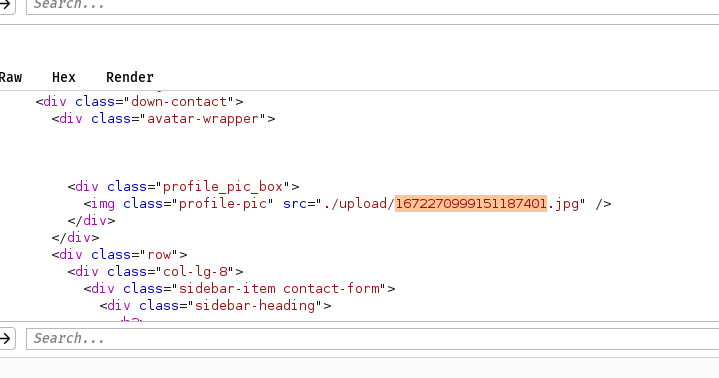 Search...
Raw Hex Render
<div class="down-contact">
<div class="avatar-wrapper">
<div class="profile_pic_box">
<img class="profile-pic" src="./upload/1672270999151187401.jpg" />
</div>
</div>
<div class="row">
<div class="col-lg-8">
<div class="sidebar-item contact-form">
<div class="sidebar-heading">
Search...